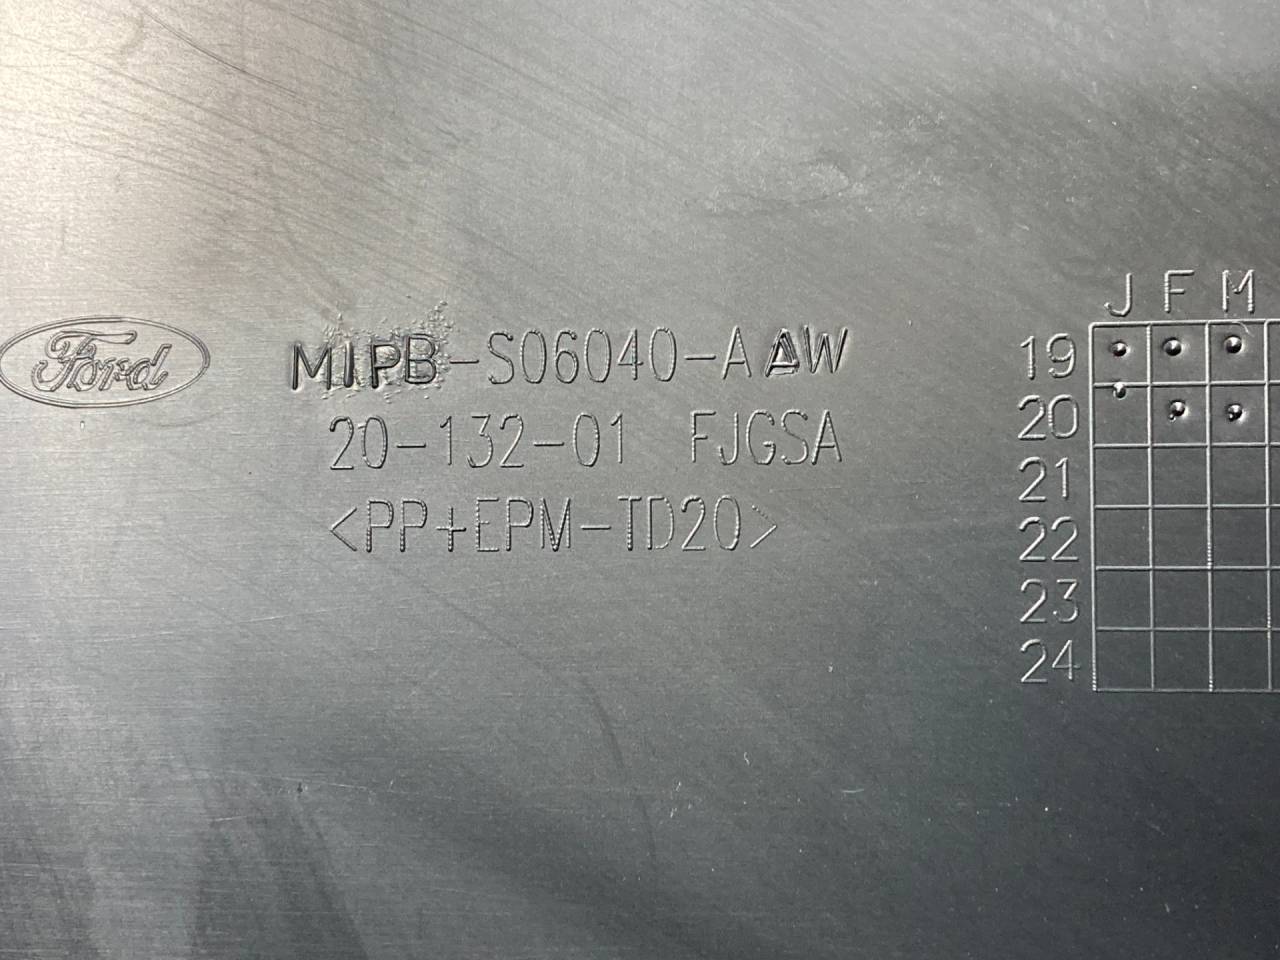 Ford
M1PB-S06040-AAW
20-132-01 FJGSA
<PP+EPM-TD20>
J F M
19
20
21
22
23
24